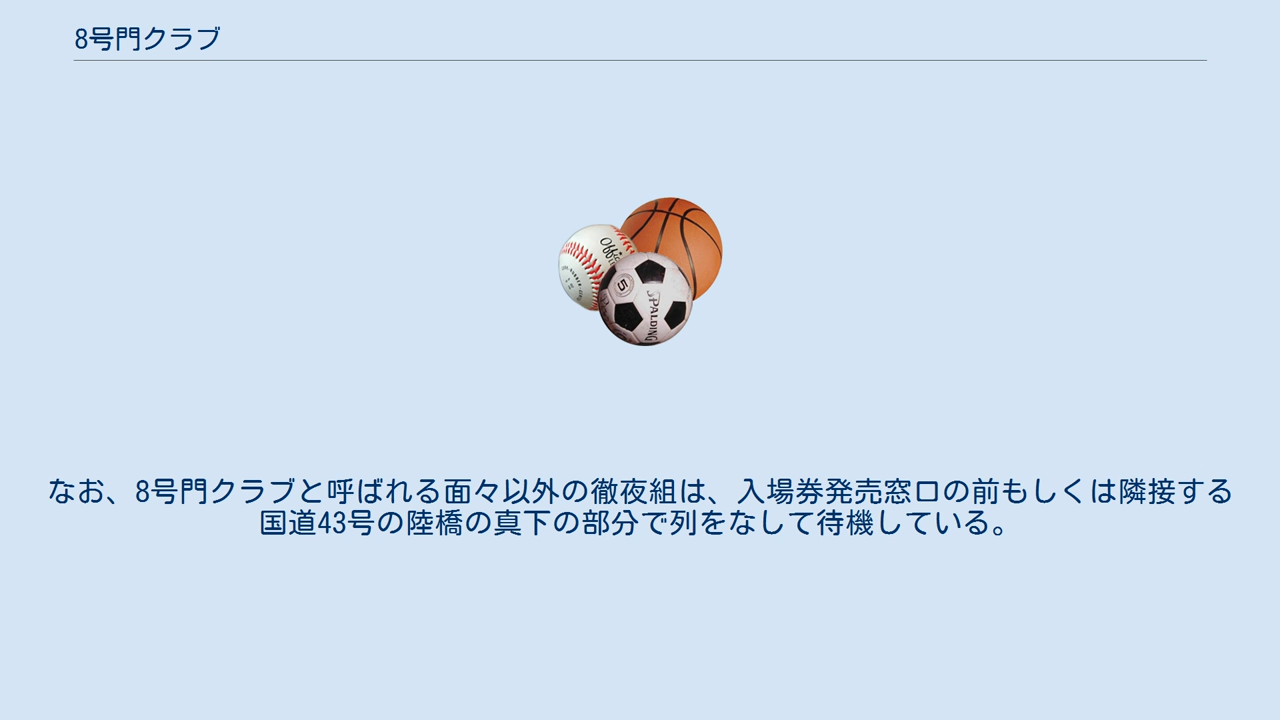 8号門クラブ
Offic
5
SPALDING
なお、8号門クラブと呼ばれる面々以外の徹夜組は、入場券発売窓口の前もしくは隣接する
国道43号の陸橋の真下の部分で列をなして待機している。